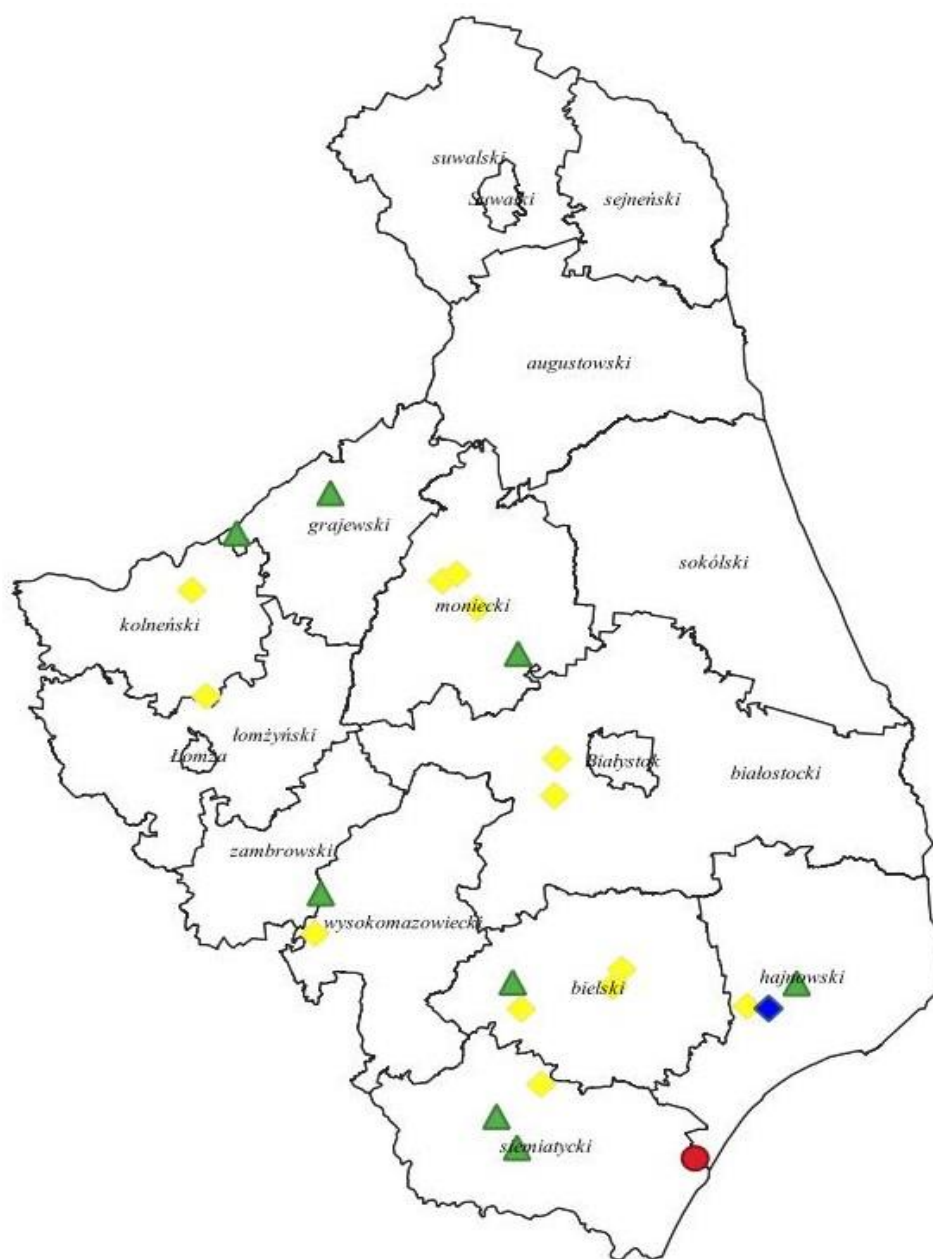 suwalski
Suwałki
sejneński
augustowski
grajewski
sokólski
moniecki
kolneński
łomżyński
Łomża
Białystok
białostocki
zambrowski
wysokomazowiecki
hajnowski
bielski
siemiatycki